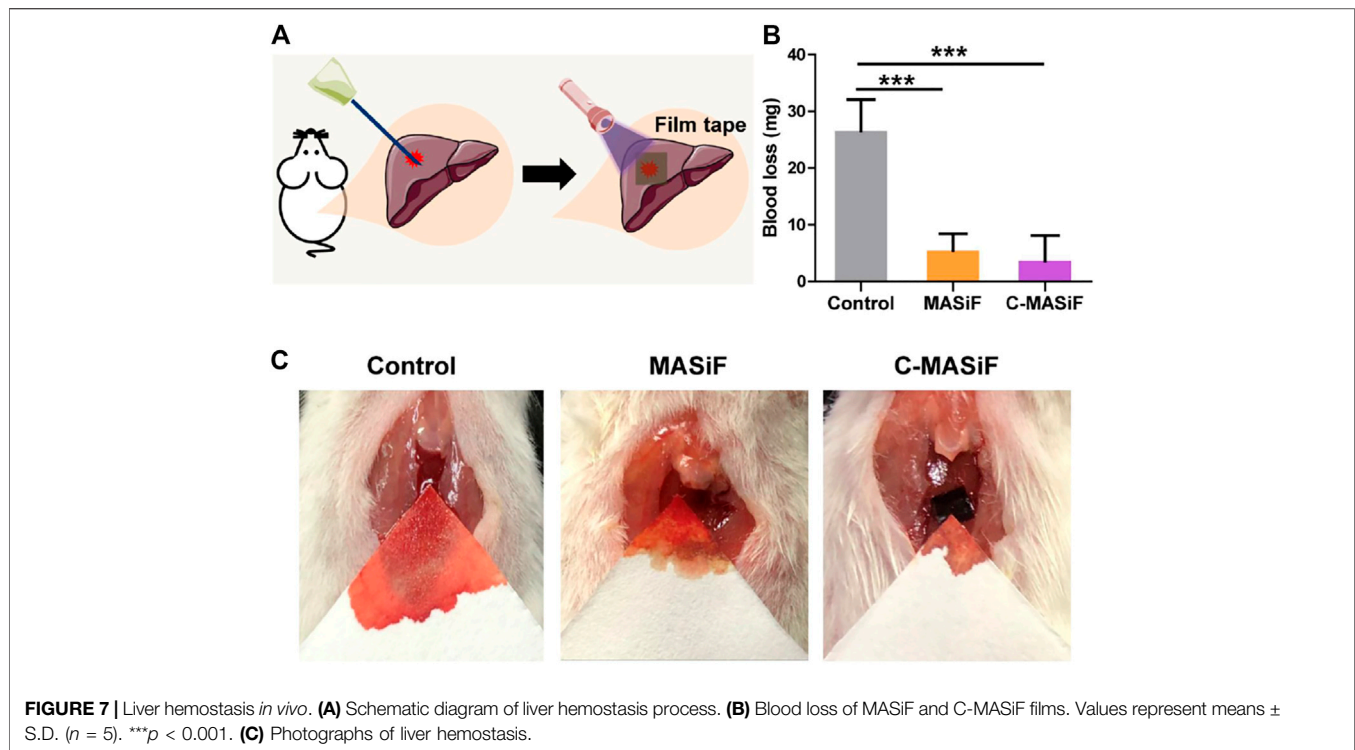 A
Film tape
B
Blood loss (mg)
40
30
20
10
0
***
***
Control
MASiF
C-MASiF
C
Control
MASiF
C-MASiF
FIGURE 7 | Liver hemostasis in vivo. (A) Schematic diagram of liver hemostasis process. (B) Blood loss of MASiF and C-MASiF films. Values represent means ±
S.D. (n = 5). ***p < 0.001. (C) Photographs of liver hemostasis.